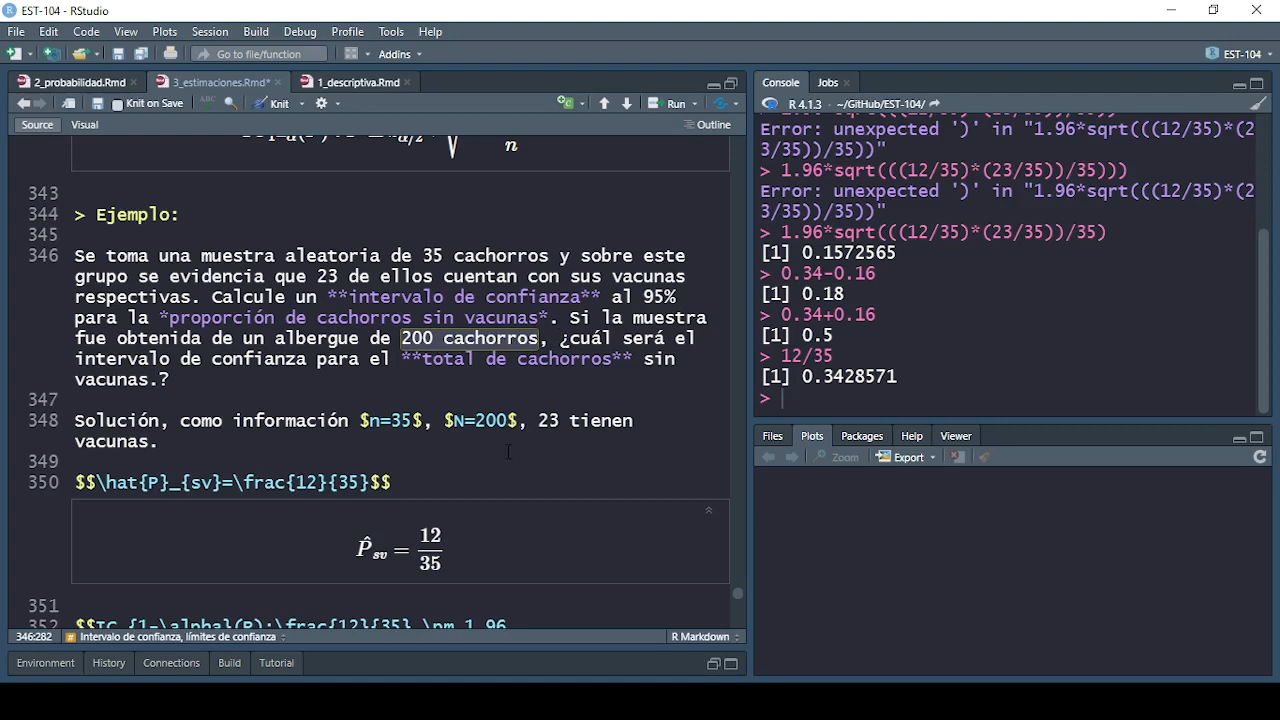 EST-104 - RStudio
File Edit Code View Plots Session Build Debug Profile Tools Help
Go to file/function Addins EST-104
2_probabilidad.Rmd 3_estimaciones.Rmd* 1_descriptiva.Rmd
Knit on Save ABC Knit Run
Source Visual Outline
n
343
344 > Ejemplo:
345
346 Se toma una muestra aleatoria de 35 cachorros y sobre este
grupo se evidencia que 23 de ellos cuentan con sus vacunas
respectivas. Calcule un **intervalo de confianza** al 95%
para la *proporción de cachorros sin vacunas*. Si la muestra
fue obtenida de un albergue de 200 cachorros, ¿cuál será el
intervalo de confianza para el **total de cachorros** sin
vacunas.?
347
348 Solución, como información $n=35$, $N=200$, 23 tienen
vacunas.
349
350 $$\hat{P}_{sv}=\frac{12}{35}$$
P̂sv = 12/35
351
352 $$IC_{1-\alpha}(P):\frac{12}{35} \pm 1.96
346:282 Intervalo de confianza, límites de confianza R Markdown
Environment History Connections Build Tutorial
Console Jobs
R 4.1.3 · ~/GitHub/EST-104/
Error: unexpected ')' in "1.96*sqrt(((12/35)*(2
3/35))/35))"
> 1.96*sqrt(((12/35)*(23/35))/35)))
Error: unexpected ')' in "1.96*sqrt(((12/35)*(2
3/35))/35))"
> 1.96*sqrt(((12/35)*(23/35))/35)
[1] 0.1572565
> 0.34-0.16
[1] 0.18
> 0.34+0.16
[1] 0.5
> 12/35
[1] 0.3428571
>
Files Plots Packages Help Viewer
Zoom Export